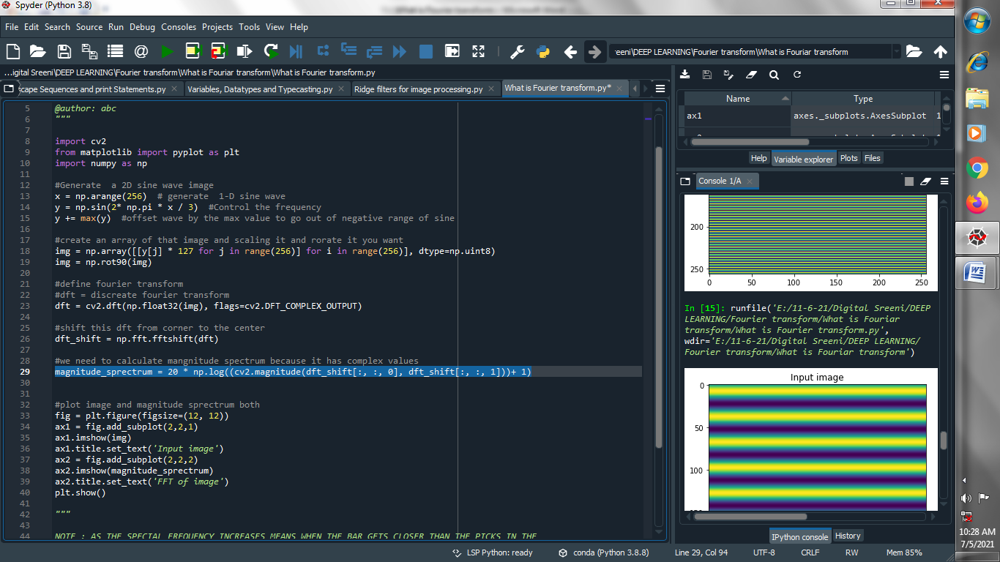 Spyder (Python 3.8)
File Edit Search Source Run Debug Consoles Projects Tools View Help
...eeni\DEEP LEARNING\Fourier transform\What is Fouriar transform
...igital Sreeni\DEEP LEARNING\Fourier transform\What is Fouriar transform\What is Fourier transform.py
cape Sequences and print Statements.py
Variables, Datatypes and Typecasting.py
Ridge filters for image processing.py
What is Fourier transform.py*
5 @author: abc
6 """
7
8 import cv2
9 from matplotlib import pyplot as plt
10 import numpy as np
11
12 #Generate  a 2D sine wave image
13 x = np.arange(256)  # generate  1-D sine wave
14 y = np.sin(2* np.pi * x / 3)  #Control the frequency
15 y += max(y)  #offset wave by the max value to go out of negative range of sine
16
17 #create an array of that image and scaling it and rorate it you want
18 img = np.array([[y[j] * 127 for j in range(256)] for i in range(256)], dtype=np.uint8)
19 img = np.rot90(img)
20
21 #define fourier transform
22 #dft = discreate fourier transform
23 dft = cv2.dft(np.float32(img), flags=cv2.DFT_COMPLEX_OUTPUT)
24
25 #shift this dft from corner to the center
26 dft_shift = np.fft.fftshift(dft)
27
28 #we need to calculate mangnitude spectrum because it has complex values
29 magnitude_sprectrum = 20 * np.log((cv2.magnitude(dft_shift[:, :, 0], dft_shift[:, :, 1]))+ 1)
30
31
32 #plot image and magnitude sprectrum both
33 fig = plt.figure(figsize=(12, 12))
34 ax1 = fig.add_subplot(2,2,1)
35 ax1.imshow(img)
36 ax1.title.set_text('Input image')
37 ax2 = fig.add_subplot(2,2,2)
38 ax2.imshow(magnitude_sprectrum)
39 ax2.title.set_text('FFT of image')
40 plt.show()
41
42 """
43
44 NOTE : AS THE SPECIAL FREQUENCY INCREASES MEANS WHEN THE BAR GETS CLOSER THAN THE PICKS IN THE
Name Type
ax1 axes._subplots.AxesSubplot 1
Help Variable explorer Plots Files
Console 1/A
200
250
0 50 100 150 200 250
In [15]: runfile('E:/11-6-21/Digital Sreeni/DEEP
LEARNING/Fourier transform/What is Fouriar
transform/What is Fourier transform.py',
wdir='E:/11-6-21/Digital Sreeni/DEEP LEARNING/
Fourier transform/What is Fouriar transform')
Input image
0
50
100
IPython console History
LSP Python: ready conda (Python 3.8.8) Line 29, Col 94 UTF-8 CRLF RW Mem 85%
10:28 AM
7/5/2021